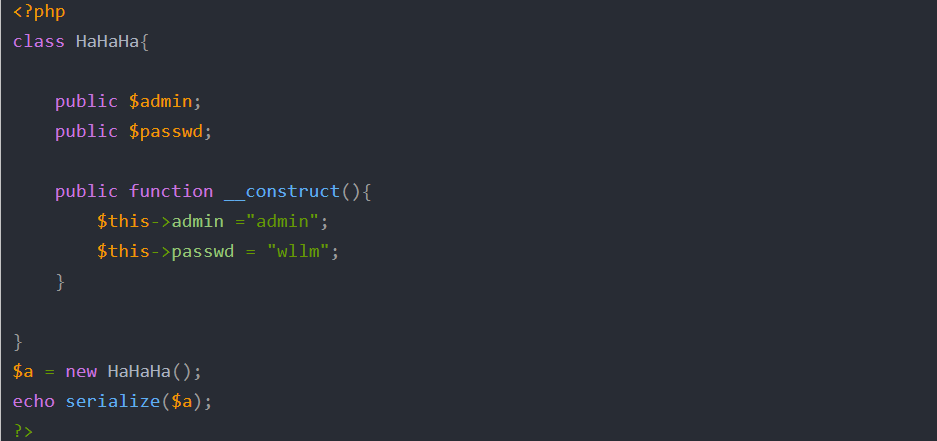 <?php
class HaHaHa{
public $admin;
public $passwd;
public function __construct(){
$this->admin ="admin";
$this->passwd = "wllm";
}
}
$a = new HaHaHa();
echo serialize($a);
?>